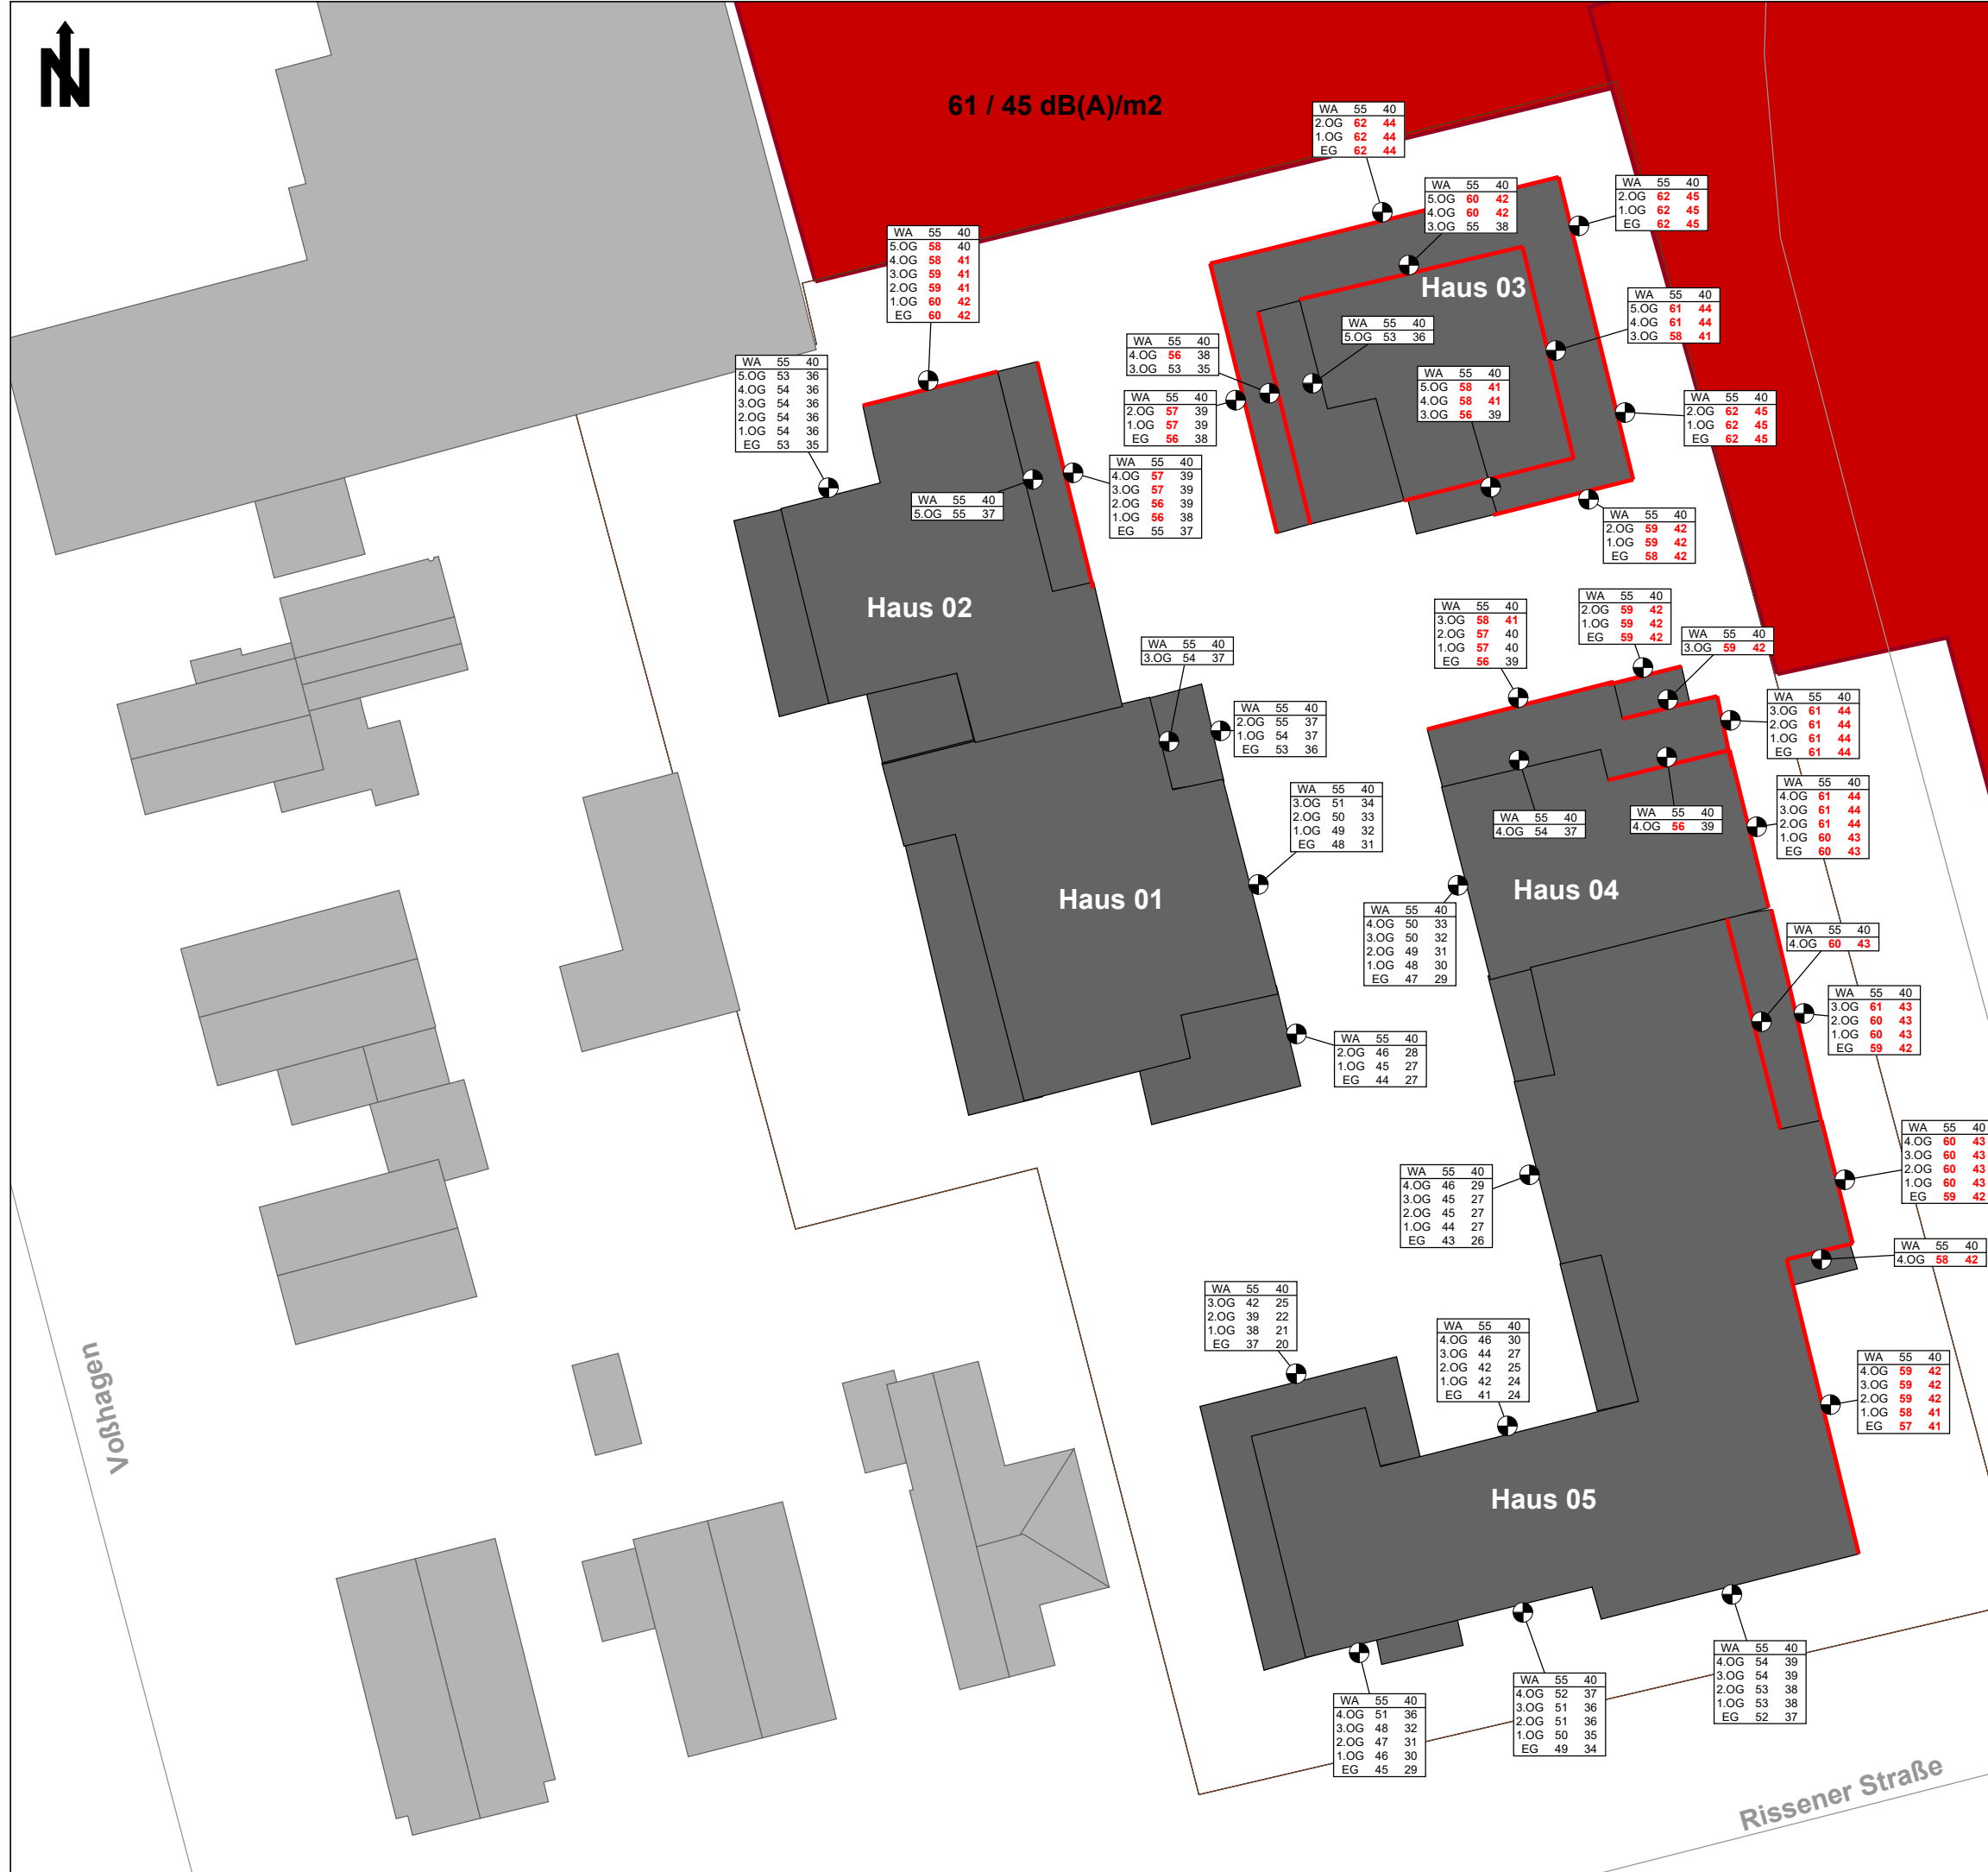 N
61 / 45 dB(A)/m2
WA 55 40
2.OG 62 44
1.OG 62 44
EG 62 44
WA 55 40
5.OG 60 42
4.OG 60 42
3.OG 55 38
WA 55 40
2.OG 62 45
1.OG 62 45
EG 62 45
WA 55 40
5.OG 58 40
4.OG 58 41
3.OG 59 41
2.OG 59 41
1.OG 60 42
EG 60 42
Haus 03
WA 55 40
5.OG 61 44
4.OG 61 44
3.OG 58 41
WA 55 40
5.OG 53 36
WA 55 40
4.OG 56 38
3.OG 53 35
WA 55 40
5.OG 53 36
4.OG 54 36
3.OG 54 36
2.OG 54 36
1.OG 54 36
EG 53 35
WA 55 40
5.OG 58 41
4.OG 58 41
3.OG 56 39
WA 55 40
2.OG 57 39
1.OG 57 39
EG 56 38
WA 55 40
2.OG 62 45
1.OG 62 45
EG 62 45
WA 55 40
4.OG 57 39
3.OG 57 39
2.OG 56 39
1.OG 56 38
EG 55 37
WA 55 40
5.OG 55 37
WA 55 40
2.OG 59 42
1.OG 59 42
EG 58 42
Haus 02
WA 55 40
2.OG 59 42
1.OG 59 42
EG 59 42
WA 55 40
3.OG 58 41
2.OG 57 40
1.OG 57 40
EG 56 39
WA 55 40
3.OG 59 42
WA 55 40
3.OG 54 37
WA 55 40
3.OG 61 44
2.OG 61 44
1.OG 61 44
EG 61 44
WA 55 40
2.OG 55 37
1.OG 54 37
EG 53 36
WA 55 40
4.OG 61 44
3.OG 61 44
2.OG 61 44
1.OG 60 43
EG 60 43
WA 55 40
3.OG 51 34
2.OG 50 33
1.OG 49 32
EG 48 31
WA 55 40
4.OG 54 37
WA 55 40
4.OG 56 39
Haus 01
Haus 04
WA 55 40
4.OG 50 33
3.OG 50 32
2.OG 49 31
1.OG 48 30
EG 47 29
WA 55 40
4.OG 60 43
WA 55 40
3.OG 61 43
2.OG 60 43
1.OG 60 43
EG 59 42
WA 55 40
2.OG 46 28
1.OG 45 27
EG 44 27
WA 55 40
4.OG 60 43
3.OG 60 43
2.OG 60 43
1.OG 60 43
EG 59 42
WA 55 40
4.OG 46 29
3.OG 45 27
2.OG 45 27
1.OG 44 27
EG 43 26
WA 55 40
4.OG 58 42
WA 55 40
3.OG 42 25
2.OG 39 22
1.OG 38 21
EG 37 20
WA 55 40
4.OG 46 30
3.OG 44 27
2.OG 42 25
1.OG 42 24
EG 41 24
Voßhagen
WA 55 40
4.OG 59 42
3.OG 59 42
2.OG 59 42
1.OG 58 41
EG 57 41
Haus 05
WA 55 40
4.OG 54 39
3.OG 54 39
2.OG 53 38
1.OG 53 38
EG 52 37
WA 55 40
4.OG 52 37
3.OG 51 36
2.OG 51 36
1.OG 50 35
EG 49 34
WA 55 40
4.OG 51 36
3.OG 48 32
2.OG 47 31
1.OG 46 30
EG 45 29
Rissener Straße